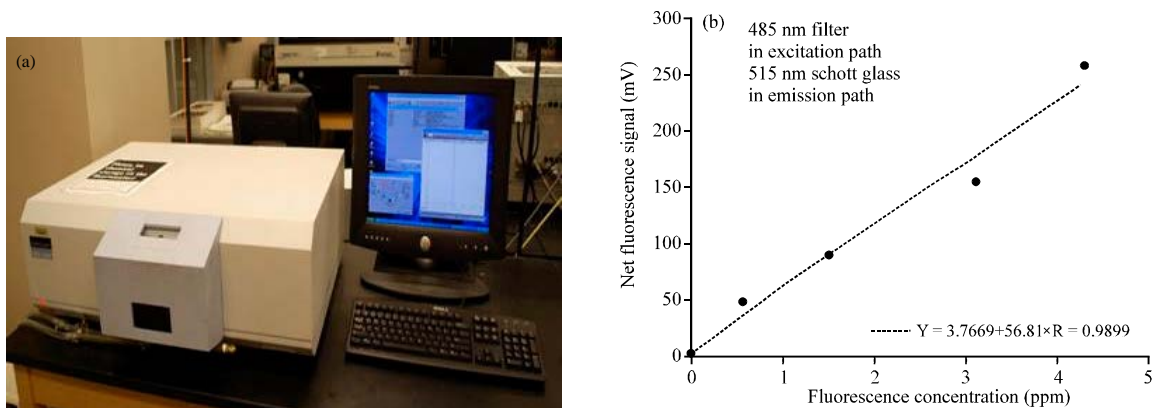 (a)
DELL
(b)
485 nm filter
in excitation path
515 nm schott glass
in emission path
Net fluorescence signal (mV)
300
250
200
150
100
50
0
Y = 3.7669+56.81×R = 0.9899
0 1 2 3 4 5
Fluorescence concentration (ppm)